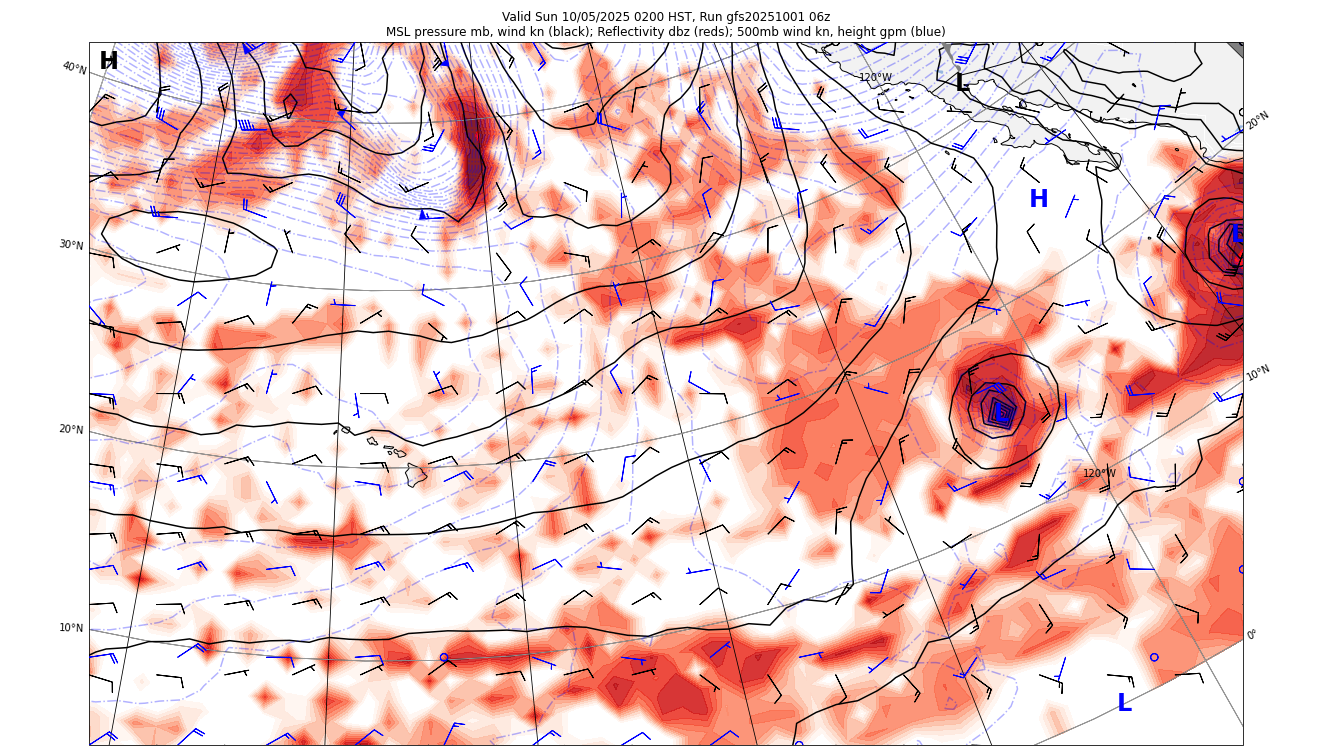 Valid Sun 10/05/2025 0200 HST, Run gfs20251001 06z
MSL pressure mb, wind kn (black); Reflectivity dbz (reds); 500mb wind kn, height gpm (blue)
H
40°N
120°W
L
20°N
H
30°N
L
10°N
L
20°N
120°W
10°N
0°
L